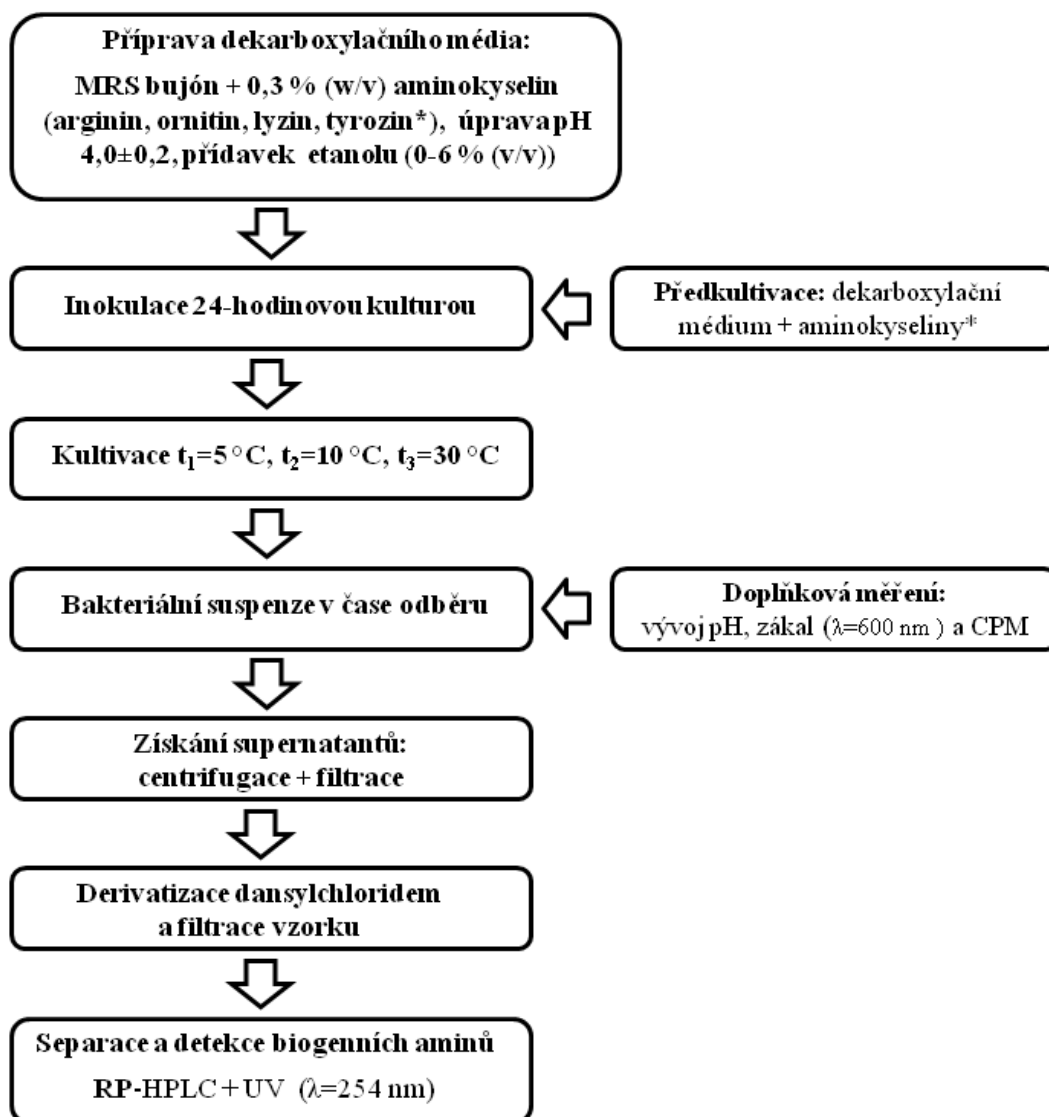 Příprava dekarboxylačního média:
MRS bujón + 0,3 % (w/v) aminokyselin
(arginin, ornitin, lyzin, tyrozin*), úprava pH
4,0±0,2, přídavek etanolu (0-6 % (v/v))
Inokulace 24-hodinovou kulturou
Předkultivace: dekarboxylační
médium + aminokyseliny*
Kultivace t₁=5 °C, t₂=10 °C, t₃=30 °C
Bakteriální suspenze v čase odběru
Doplňková měření:
vývoj pH, zákal (λ=600 nm ) a CPM
Získání supernatantů:
centrifugace + filtrace
Derivatizace dansylchloridem
a filtrace vzorku
Separace a detekce biogenních aminů
RP-HPLC + UV (λ=254 nm)